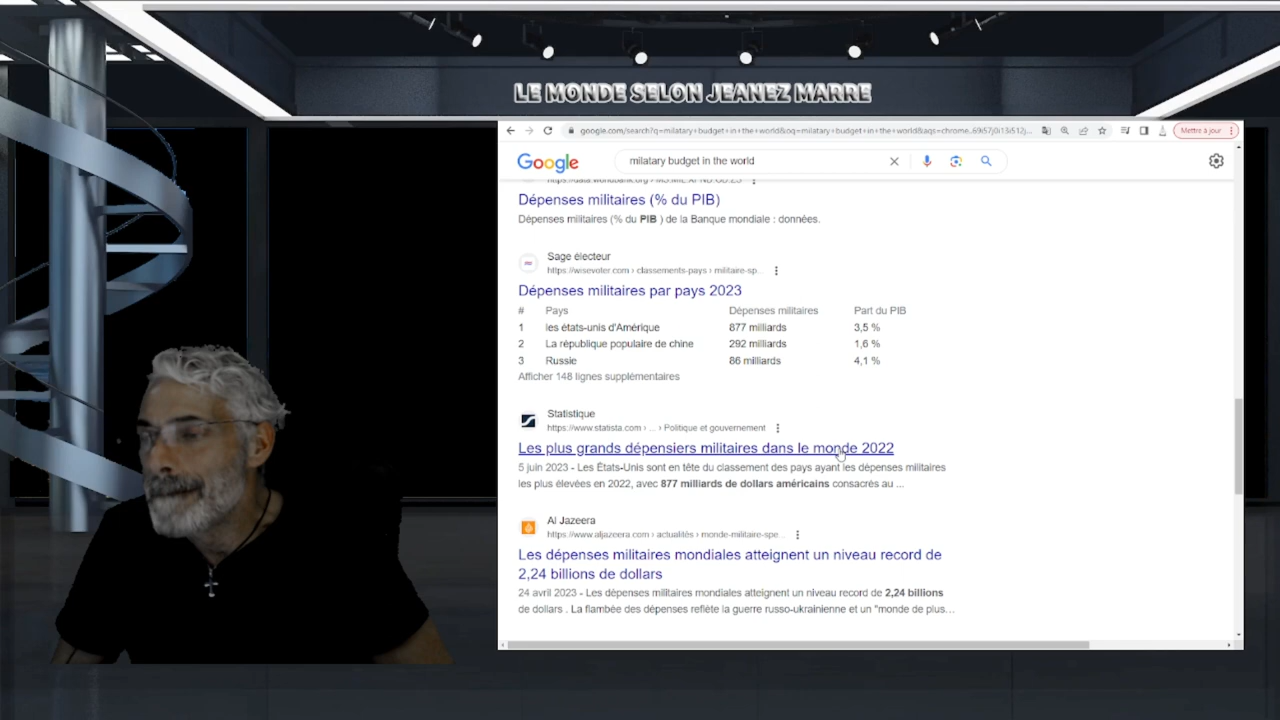 LE MONDE SELON JEANEZ MARRE
Mettre à jour
Google
milatary budget in the world
Dépenses militaires (% du PIB)
Dépenses militaires (% du PIB ) de la Banque mondiale : données.
Sage électeur
https://wisevoter.com › classements-pays › militaire-sp...
Dépenses militaires par pays 2023
# Pays Dépenses militaires Part du PIB
1 les états-unis d'Amérique 877 milliards 3,5 %
2 La république populaire de chine 292 milliards 1,6 %
3 Russie 86 milliards 4,1 %
Afficher 148 lignes supplémentaires
Statistique
https://www.statista.com › ... › Politique et gouvernement
Les plus grands dépensiers militaires dans le monde 2022
5 juin 2023 - Les États-Unis sont en tête du classement des pays ayant les dépenses militaires
les plus élevées en 2022, avec 877 milliards de dollars américains consacrés au ...
Al Jazeera
https://www.aljazeera.com › actualités › monde-militaire-spe...
Les dépenses militaires mondiales atteignent un niveau record de
2,24 billions de dollars
24 avril 2023 - Les dépenses militaires mondiales atteignent un niveau record de 2,24 billions
de dollars . La flambée des dépenses reflète la guerre russo-ukrainienne et un "monde de plus...